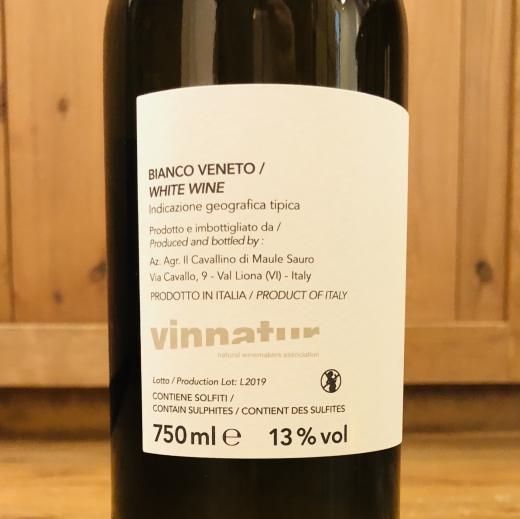 BIANCO VENETO /
WHITE WINE
Indicazione geografica tipica
Prodotto e imbottigliato da /
Produced and bottled by :
Az. Agr. Il Cavallino di Maule Sauro
Via Cavallo, 9 - Val Liona (VI) - Italy
PRODOTTO IN ITALIA / PRODUCT OF ITALY
vinnatur
natural winemakers association
Lotto / Production Lot: L2019
CONTIENE SOLFITI /
CONTAIN SULPHITES / CONTIENT DES SULFITES
750 ml ℮ 13 % vol